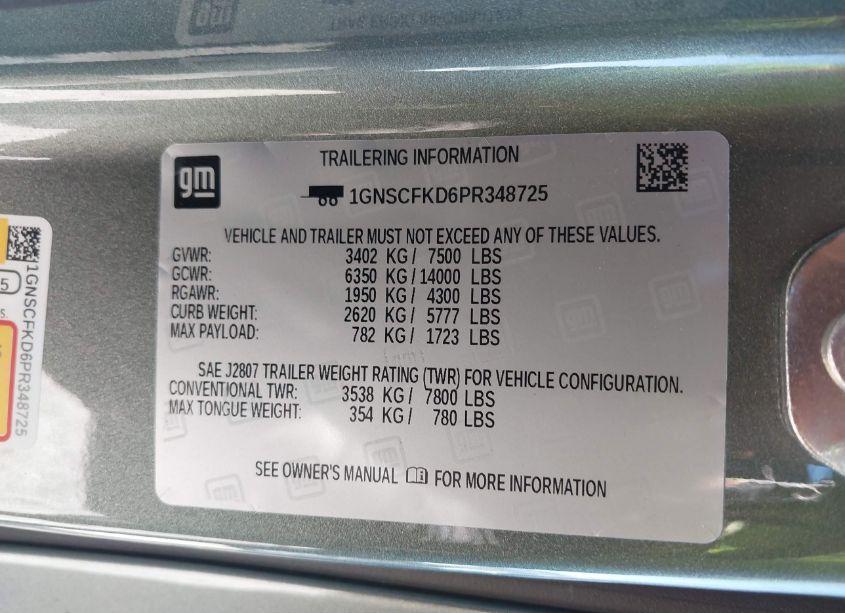 gm
TRAILERING INFORMATION
1GNSCFKD6PR348725
VEHICLE AND TRAILER MUST NOT EXCEED ANY OF THESE VALUES.
GVWR: 3402 KG / 7500 LBS
GCWR: 6350 KG / 14000 LBS
RGAWR: 1950 KG / 4300 LBS
CURB WEIGHT: 2620 KG / 5777 LBS
MAX PAYLOAD: 782 KG / 1723 LBS
SAE J2807 TRAILER WEIGHT RATING (TWR) FOR VEHICLE CONFIGURATION.
CONVENTIONAL TWR: 3538 KG / 7800 LBS
MAX TONGUE WEIGHT: 354 KG / 780 LBS
SEE OWNER'S MANUAL FOR MORE INFORMATION
1GNSCFKD6PR348725
5
s.